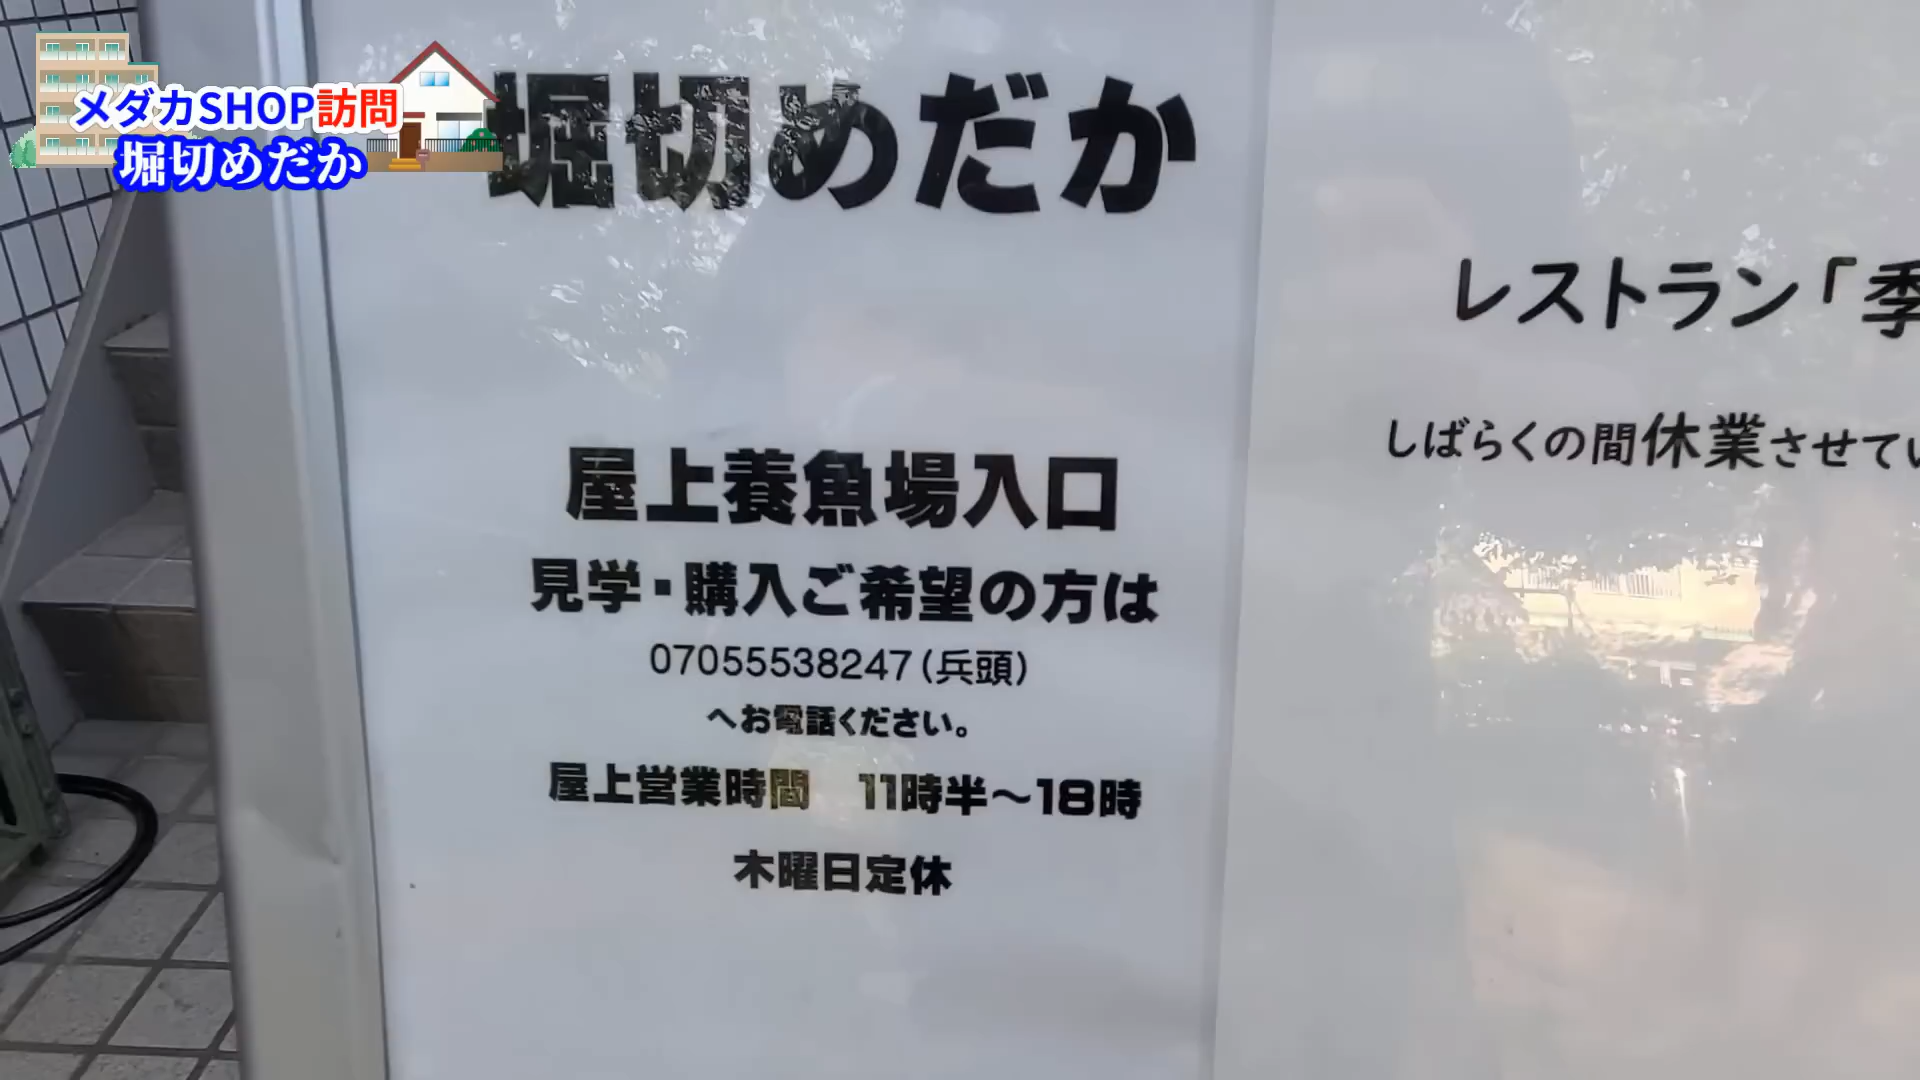 メダカSHOP訪問
堀切めだか
堀切めだか
屋上養魚場入口
見学・購入ご希望の方は
07055538247(兵頭)
へお電話ください。
屋上営業時間 11時半～18時
木曜日定休
レストラン「季
しばらくの間休業させてい